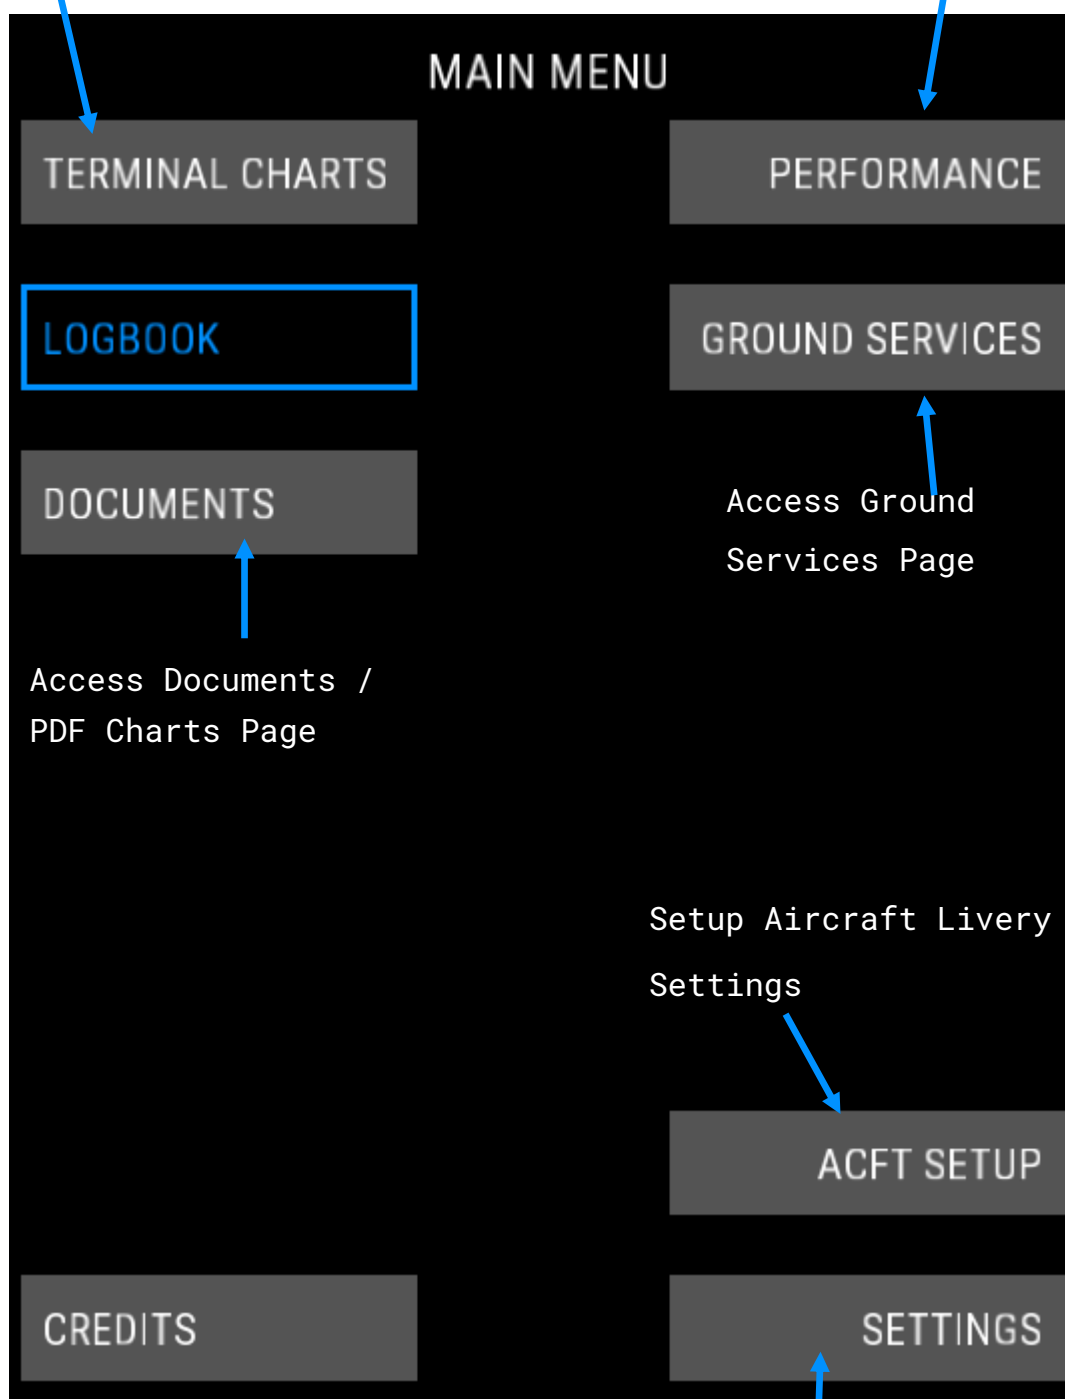 MAIN MENU
TERMINAL CHARTS
PERFORMANCE
LOGBOOK
GROUND SERVICES
DOCUMENTS
Access Ground
Services Page
Access Documents /
PDF Charts Page
Setup Aircraft Livery
Settings
ACFT SETUP
CREDITS
SETTINGS